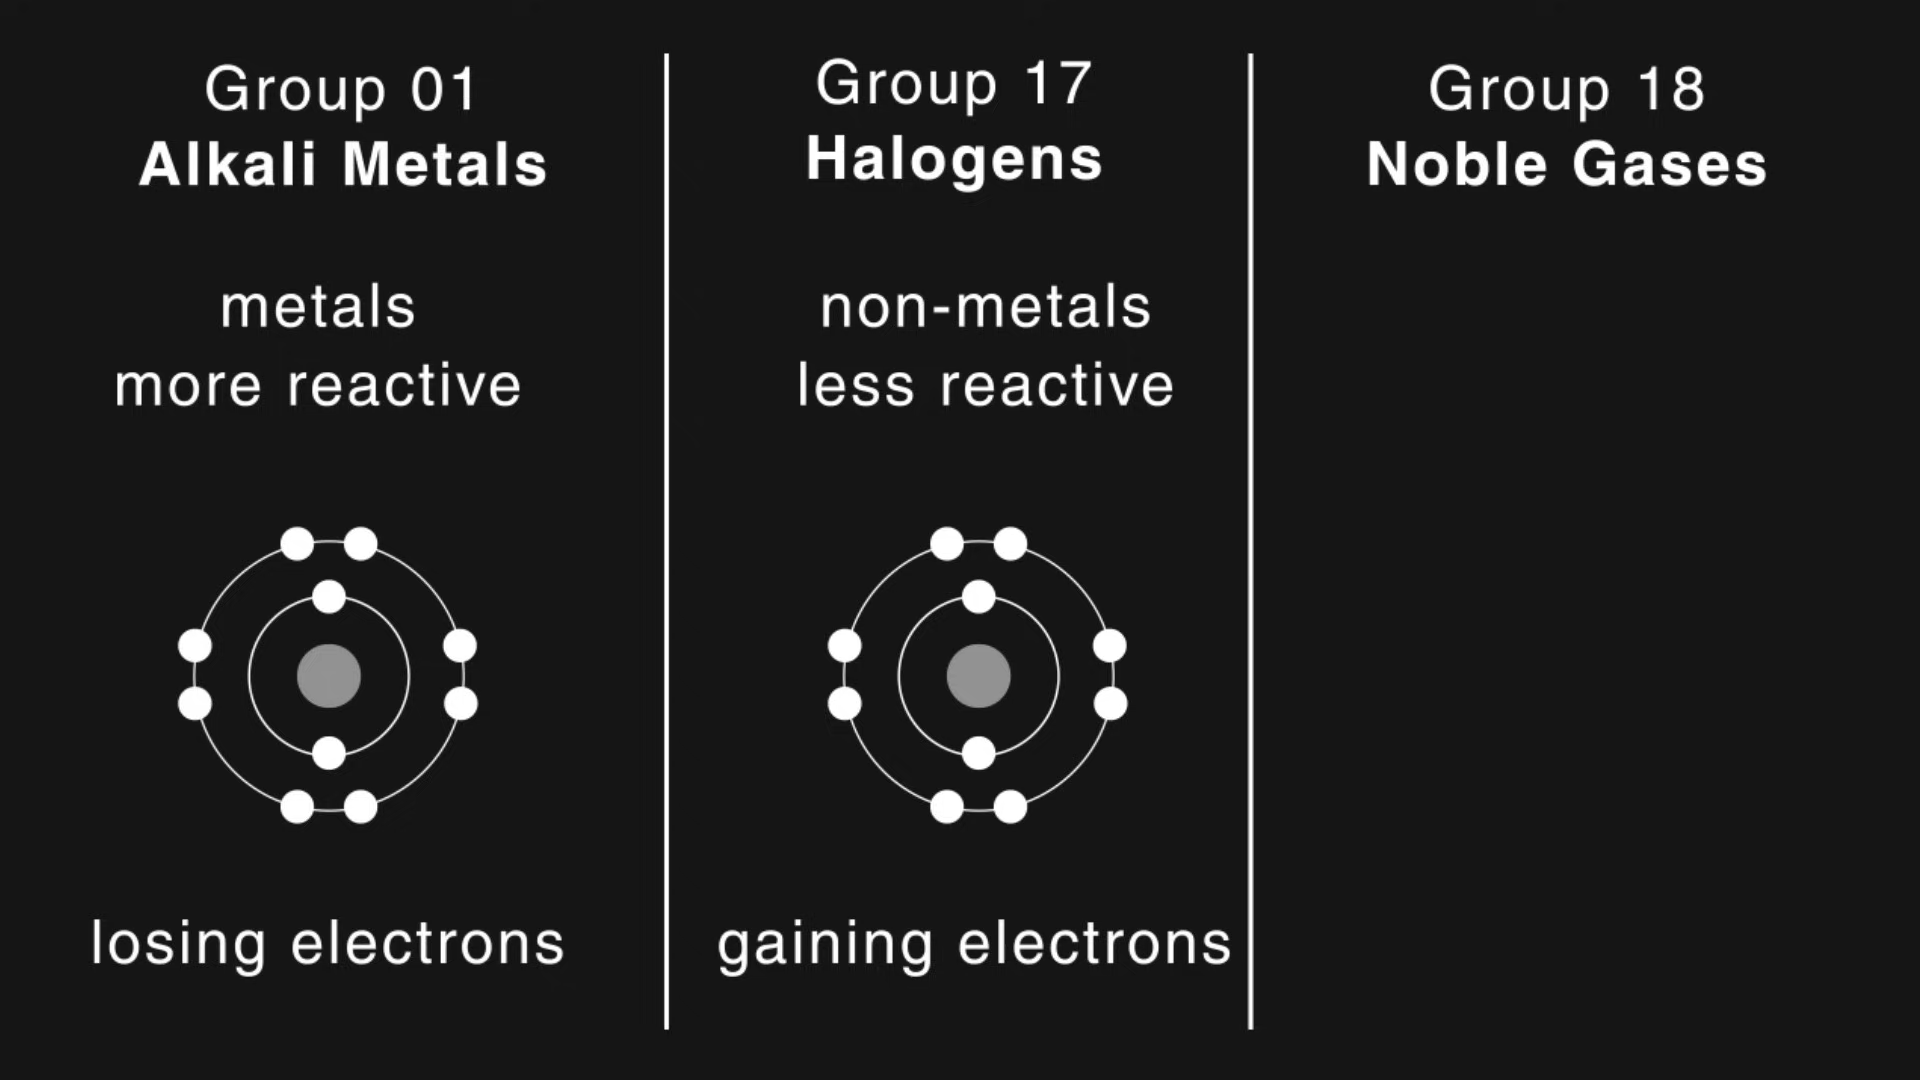 Group 01
Alkali Metals
metals
more reactive
losing electrons
Group 17
Halogens
non-metals
less reactive
gaining electrons
Group 18
Noble Gases